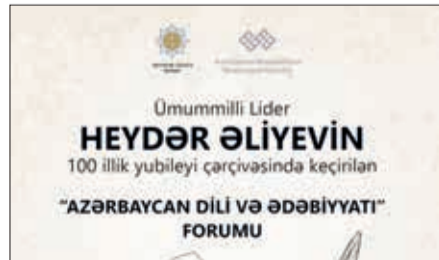 Ümummilli Lider
HEYDƏR ƏLİYEVİN
100 illik yubileyi çərçivəsində keçirilən
“AZƏRBAYCAN DİLİ VƏ ƏDƏBİYYATI”
FORUMU